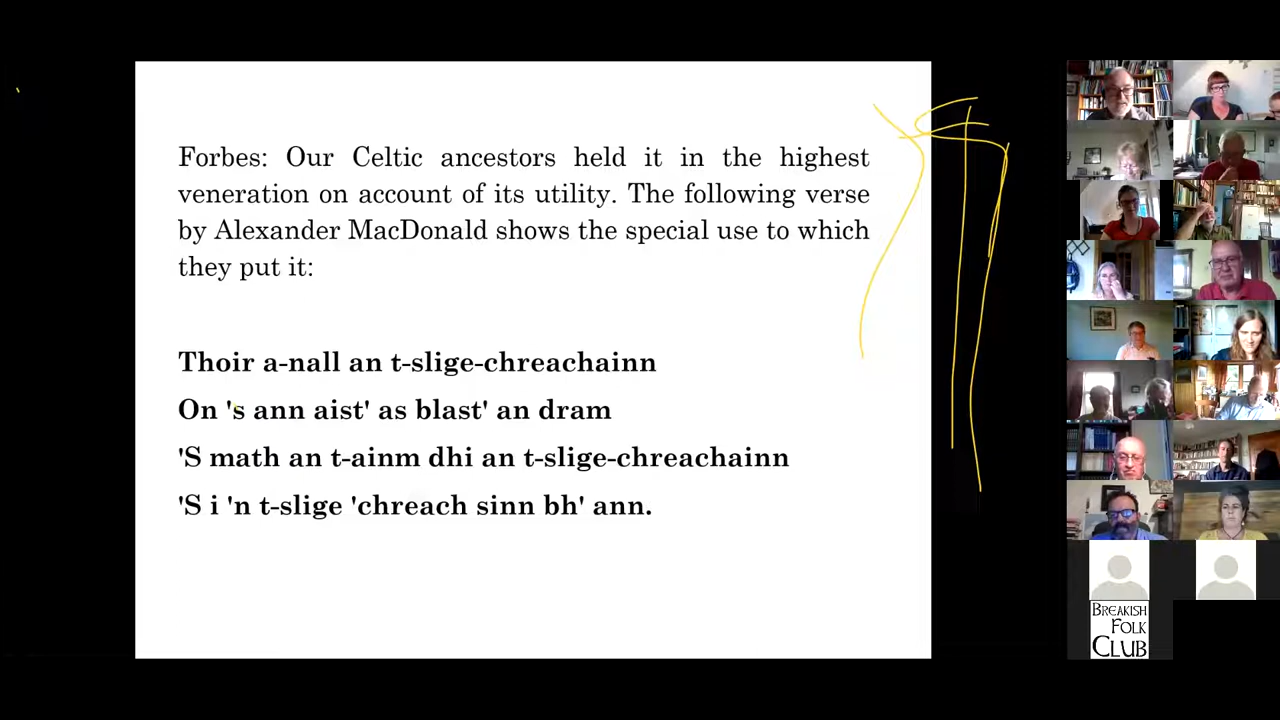 Forbes: Our Celtic ancestors held it in the highest
veneration on account of its utility. The following verse
by Alexander MacDonald shows the special use to which
they put it:
Thoir a-nall an t-slige-chreachainn
On 's ann aist' as blast' an dram
'S math an t-ainm dhi an t-slige-chreachainn
'S i 'n t-slige 'chreach sinn bh' ann.
BREAKISH
FOLK
CLUB